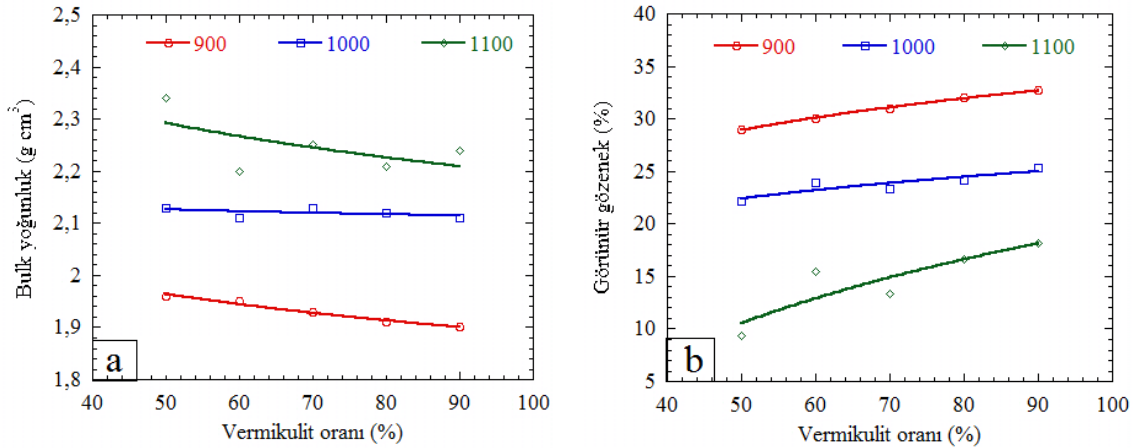 900 1000 1100
2,5
2,4
2,3
2,2
2,1
2
1,9
1,8
Bulk yoğunluk (g cm3)
a
40 50 60 70 80 90 100
Vermikulit oranı (%)
900 1000 1100
40
35
30
25
20
15
10
5
Görünür gözenek (%)
b
40 50 60 70 80 90 100
Vermikulit oranı (%)